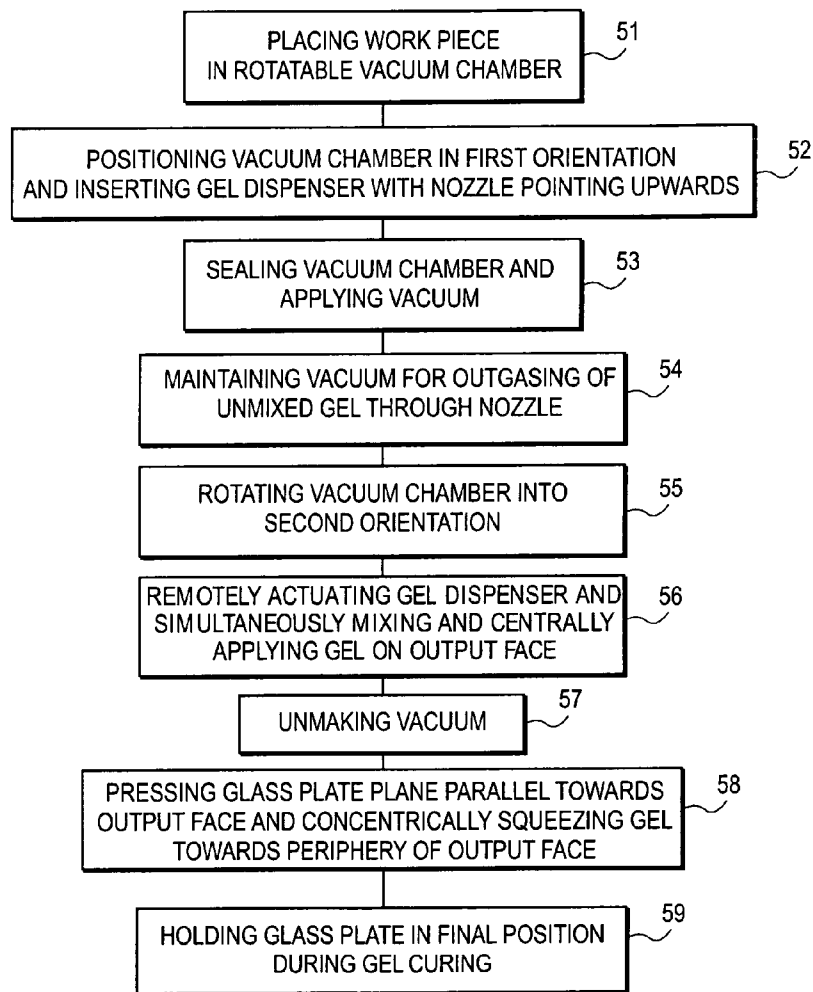 PLACING WORK PIECE
IN ROTATABLE VACUUM CHAMBER
51
POSITIONING VACUUM CHAMBER IN FIRST ORIENTATION
AND INSERTING GEL DISPENSER WITH NOZZLE POINTING UPWARDS
52
SEALING VACUUM CHAMBER AND
APPLYING VACUUM
53
MAINTAINING VACUUM FOR OUTGASING OF
UNMIXED GEL THROUGH NOZZLE
54
ROTATING VACUUM CHAMBER INTO
SECOND ORIENTATION
55
REMOTELY ACTUATING GEL DISPENSER AND
SIMULTANEOUSLY MIXING AND CENTRALLY
APPLYING GEL ON OUTPUT FACE
56
UNMAKING VACUUM
57
PRESSING GLASS PLATE PLANE PARALLEL TOWARDS
OUTPUT FACE AND CONCENTRICALLY SQUEEZING GEL
TOWARDS PERIPHERY OF OUTPUT FACE
58
HOLDING GLASS PLATE IN FINAL POSITION
DURING GEL CURING
59